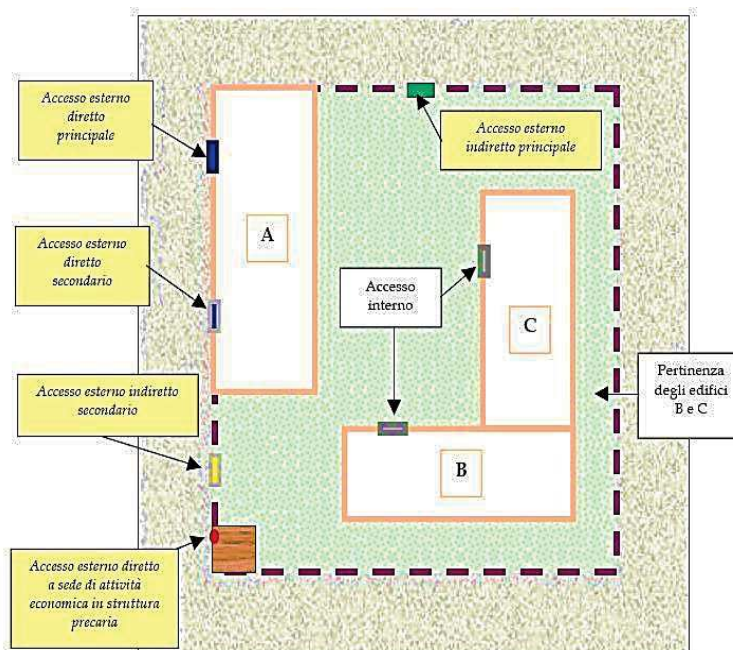 Accesso esterno
diretto
principale
Accesso esterno
indiretto principale
A
Accesso esterno
diretto
secondario
Accesso
interno
C
Pertinenza
degli edifici
B e C
Accesso esterno indiretto
secondario
B
Accesso esterno diretto
a sede di attività
economica in struttura
precaria